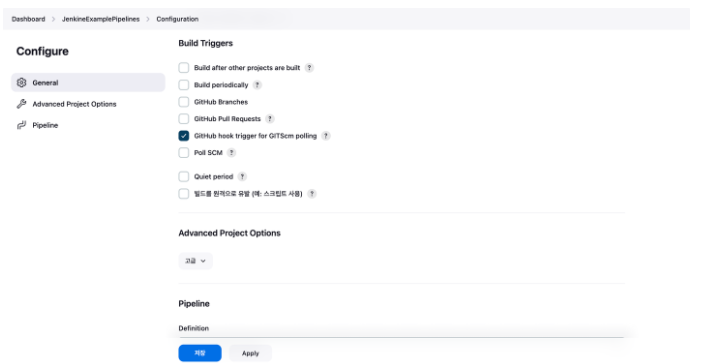 Dashboard > JenkineExamplePipelines > Configuration
Configure
General
Advanced Project Options
Pipeline
Build Triggers
Build after other projects are built ?
Build periodically ?
GitHub Branches
GitHub Pull Requests ?
GitHub hook trigger for GITScm polling ?
Poll SCM ?
Quiet period ?
빌드를 원격으로 유발 (예: 스크립트 사용) ?
Advanced Project Options
고급
Pipeline
Definition
저장 Apply